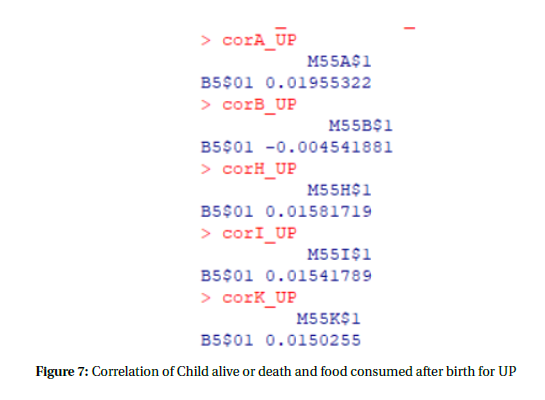 > corA_UP
M55A$1
B5$01 0.01955322
> corB_UP
M55B$1
B5$01 -0.004541881
> corH_UP
M55H$1
B5$01 0.01581719
> corI_UP
M55I$1
B5$01 0.01541789
> corK_UP
M55K$1
B5$01 0.0150255
Figure 7: Correlation of Child alive or death and food consumed after birth for UP